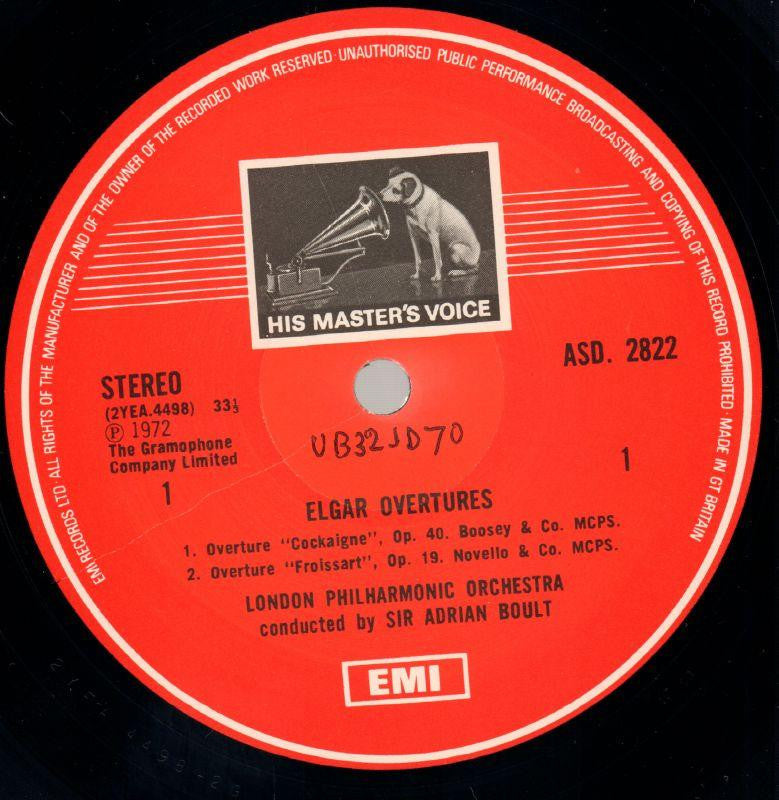 EMI RECORDS LTD · ALL RIGHTS OF THE MANUFACTURER AND OF THE OWNER OF THE RECORDED WORK RESERVED · UNAUTHORISED PUBLIC PERFORMANCE BROADCASTING AND COPYING OF THIS RECORD PROHIBITED · MADE IN GT BRITAIN
HIS MASTER'S VOICE
ASD. 2822
STEREO
(2YEA.4498) 33⅓
Ⓟ 1972
The Gramophone
Company Limited
1
1
UB32JD70
ELGAR OVERTURES
1. Overture "Cockaigne", Op. 40. Boosey & Co. MCPS.
2. Overture "Froissart", Op. 19. Novello & Co. MCPS.
LONDON PHILHARMONIC ORCHESTRA
conducted by SIR ADRIAN BOULT
EMI